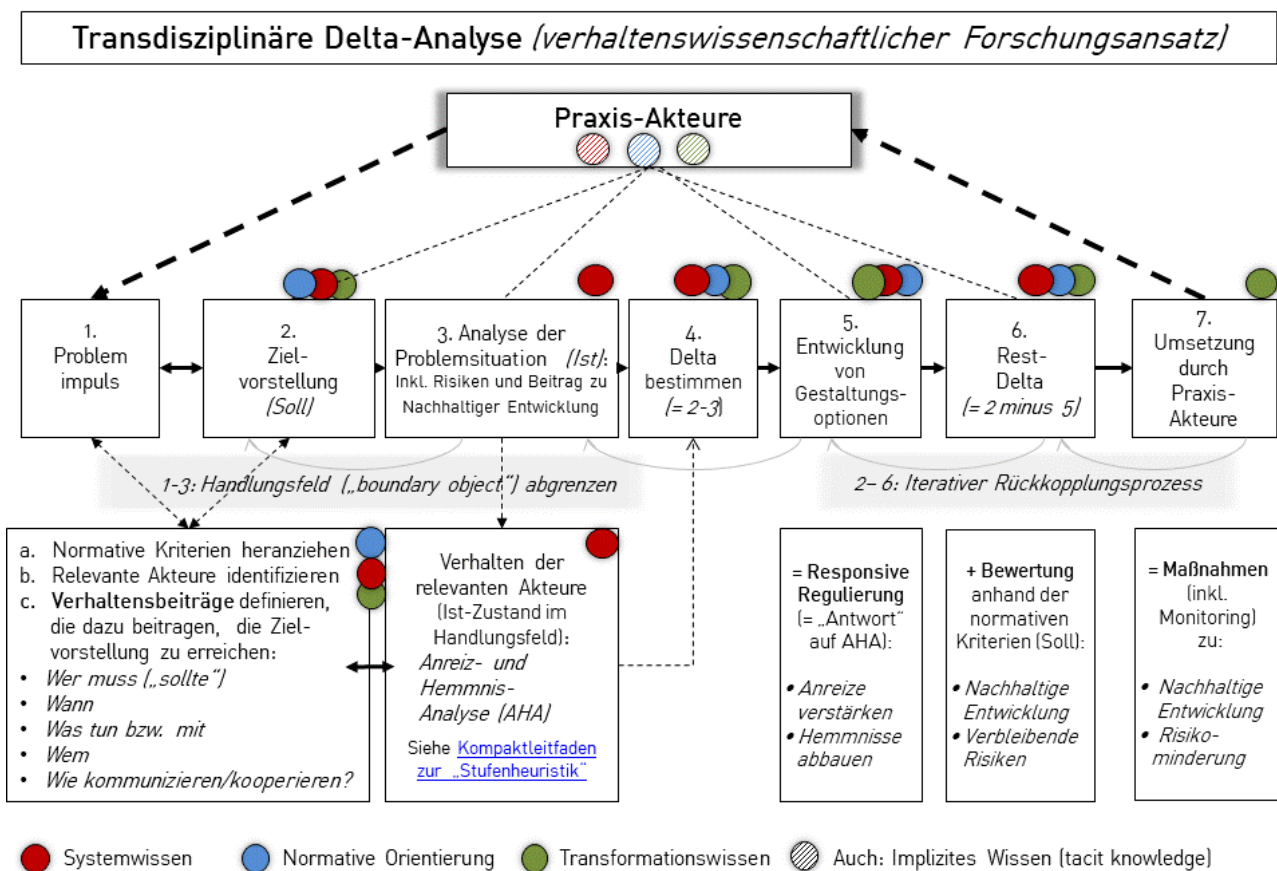 Transdisziplinäre Delta-Analyse (verhaltenswissenschaftlicher Forschungsansatz)
Praxis-Akteure
1.
Problem
impuls
2.
Ziel-
vorstellung
(Soll)
3. Analyse der
Problemsituation (Ist):
Inkl. Risiken und Beitrag zu
Nachhaltiger Entwicklung
4.
Delta
bestimmen
(= 2-3)
5.
Entwicklung
von
Gestaltungs-
optionen
6.
Rest-
Delta
(= 2 minus 5)
7.
Umsetzung
durch
Praxis-
Akteure
1-3: Handlungsfeld („boundary object“) abgrenzen
2– 6: Iterativer Rückkopplungsprozess
a. Normative Kriterien heranziehen
b. Relevante Akteure identifizieren
c. Verhaltensbeiträge definieren,
die dazu beitragen, die Ziel-
vorstellung zu erreichen:
• Wer muss („sollte“)
• Wann
• Was tun bzw. mit
• Wem
• Wie kommunizieren/kooperieren?
Verhalten der
relevanten Akteure
(Ist-Zustand im
Handlungsfeld):
Anreiz- und
Hemmnis-
Analyse (AHA)
Siehe Kompaktleitfaden
zur „Stufenheuristik“
= Responsive
Regulierung
(= „Antwort“
auf AHA):
• Anreize
verstärken
• Hemmnisse
abbauen
+ Bewertung
anhand der
normativen
Kriterien (Soll):
• Nachhaltige
Entwicklung
• Verbleibende
Risiken
= Maßnahmen
(inkl.
Monitoring)
zu:
• Nachhaltige
Entwicklung
• Risiko-
minderung
Systemwissen
Normative Orientierung
Transformationswissen
Auch: Implizites Wissen (tacit knowledge)